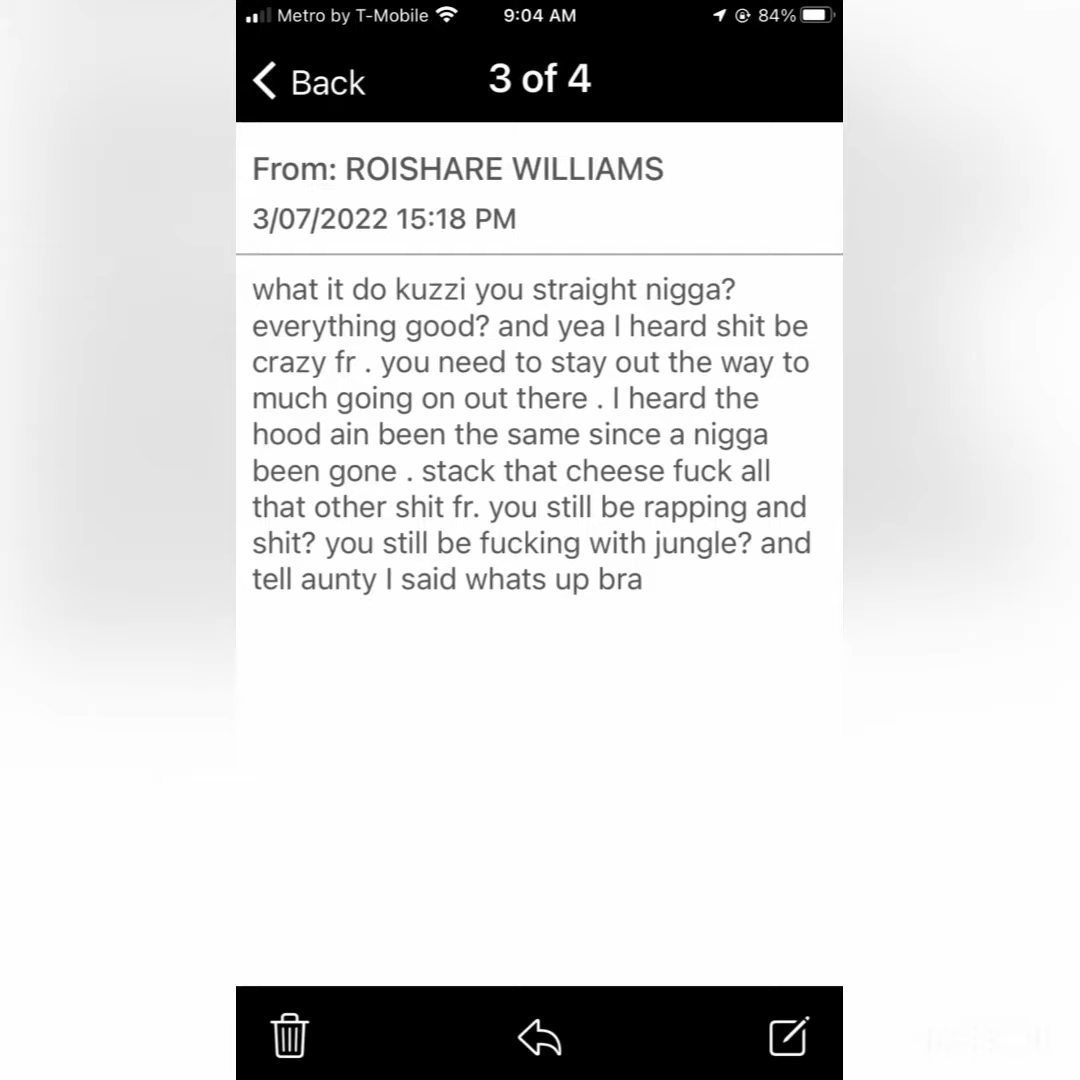 Metro by T-Mobile 9:04 AM 84%
Back 3 of 4
From: ROISHARE WILLIAMS
3/07/2022 15:18 PM
what it do kuzzi you straight nigga?
everything good? and yea I heard shit be
crazy fr . you need to stay out the way to
much going on out there . I heard the
hood ain been the same since a nigga
been gone . stack that cheese fuck all
that other shit fr. you still be rapping and
shit? you still be fucking with jungle? and
tell aunty I said whats up bra